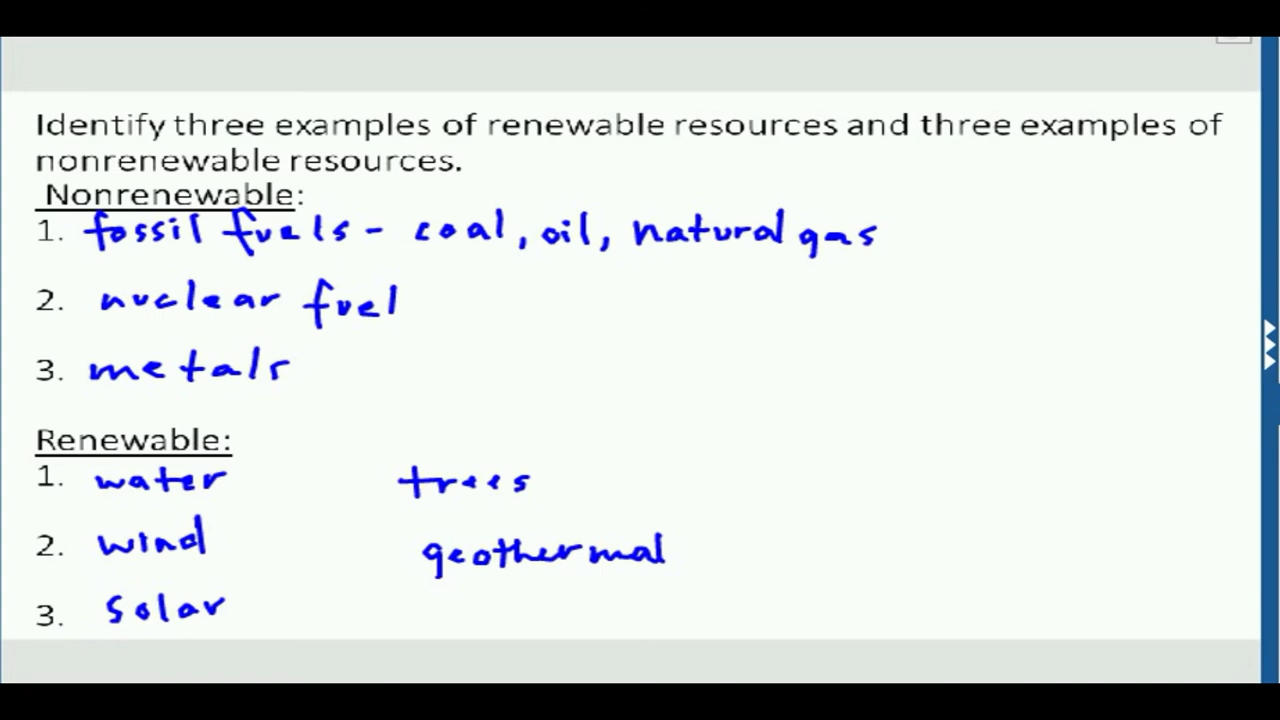 Identify three examples of renewable resources and three examples of
nonrenewable resources.
Nonrenewable:
1. fossil fuels - coal, oil, natural gas
2. nuclear fuel
3. metals
Renewable:
1. water trees
2. wind geothermal
3. solar